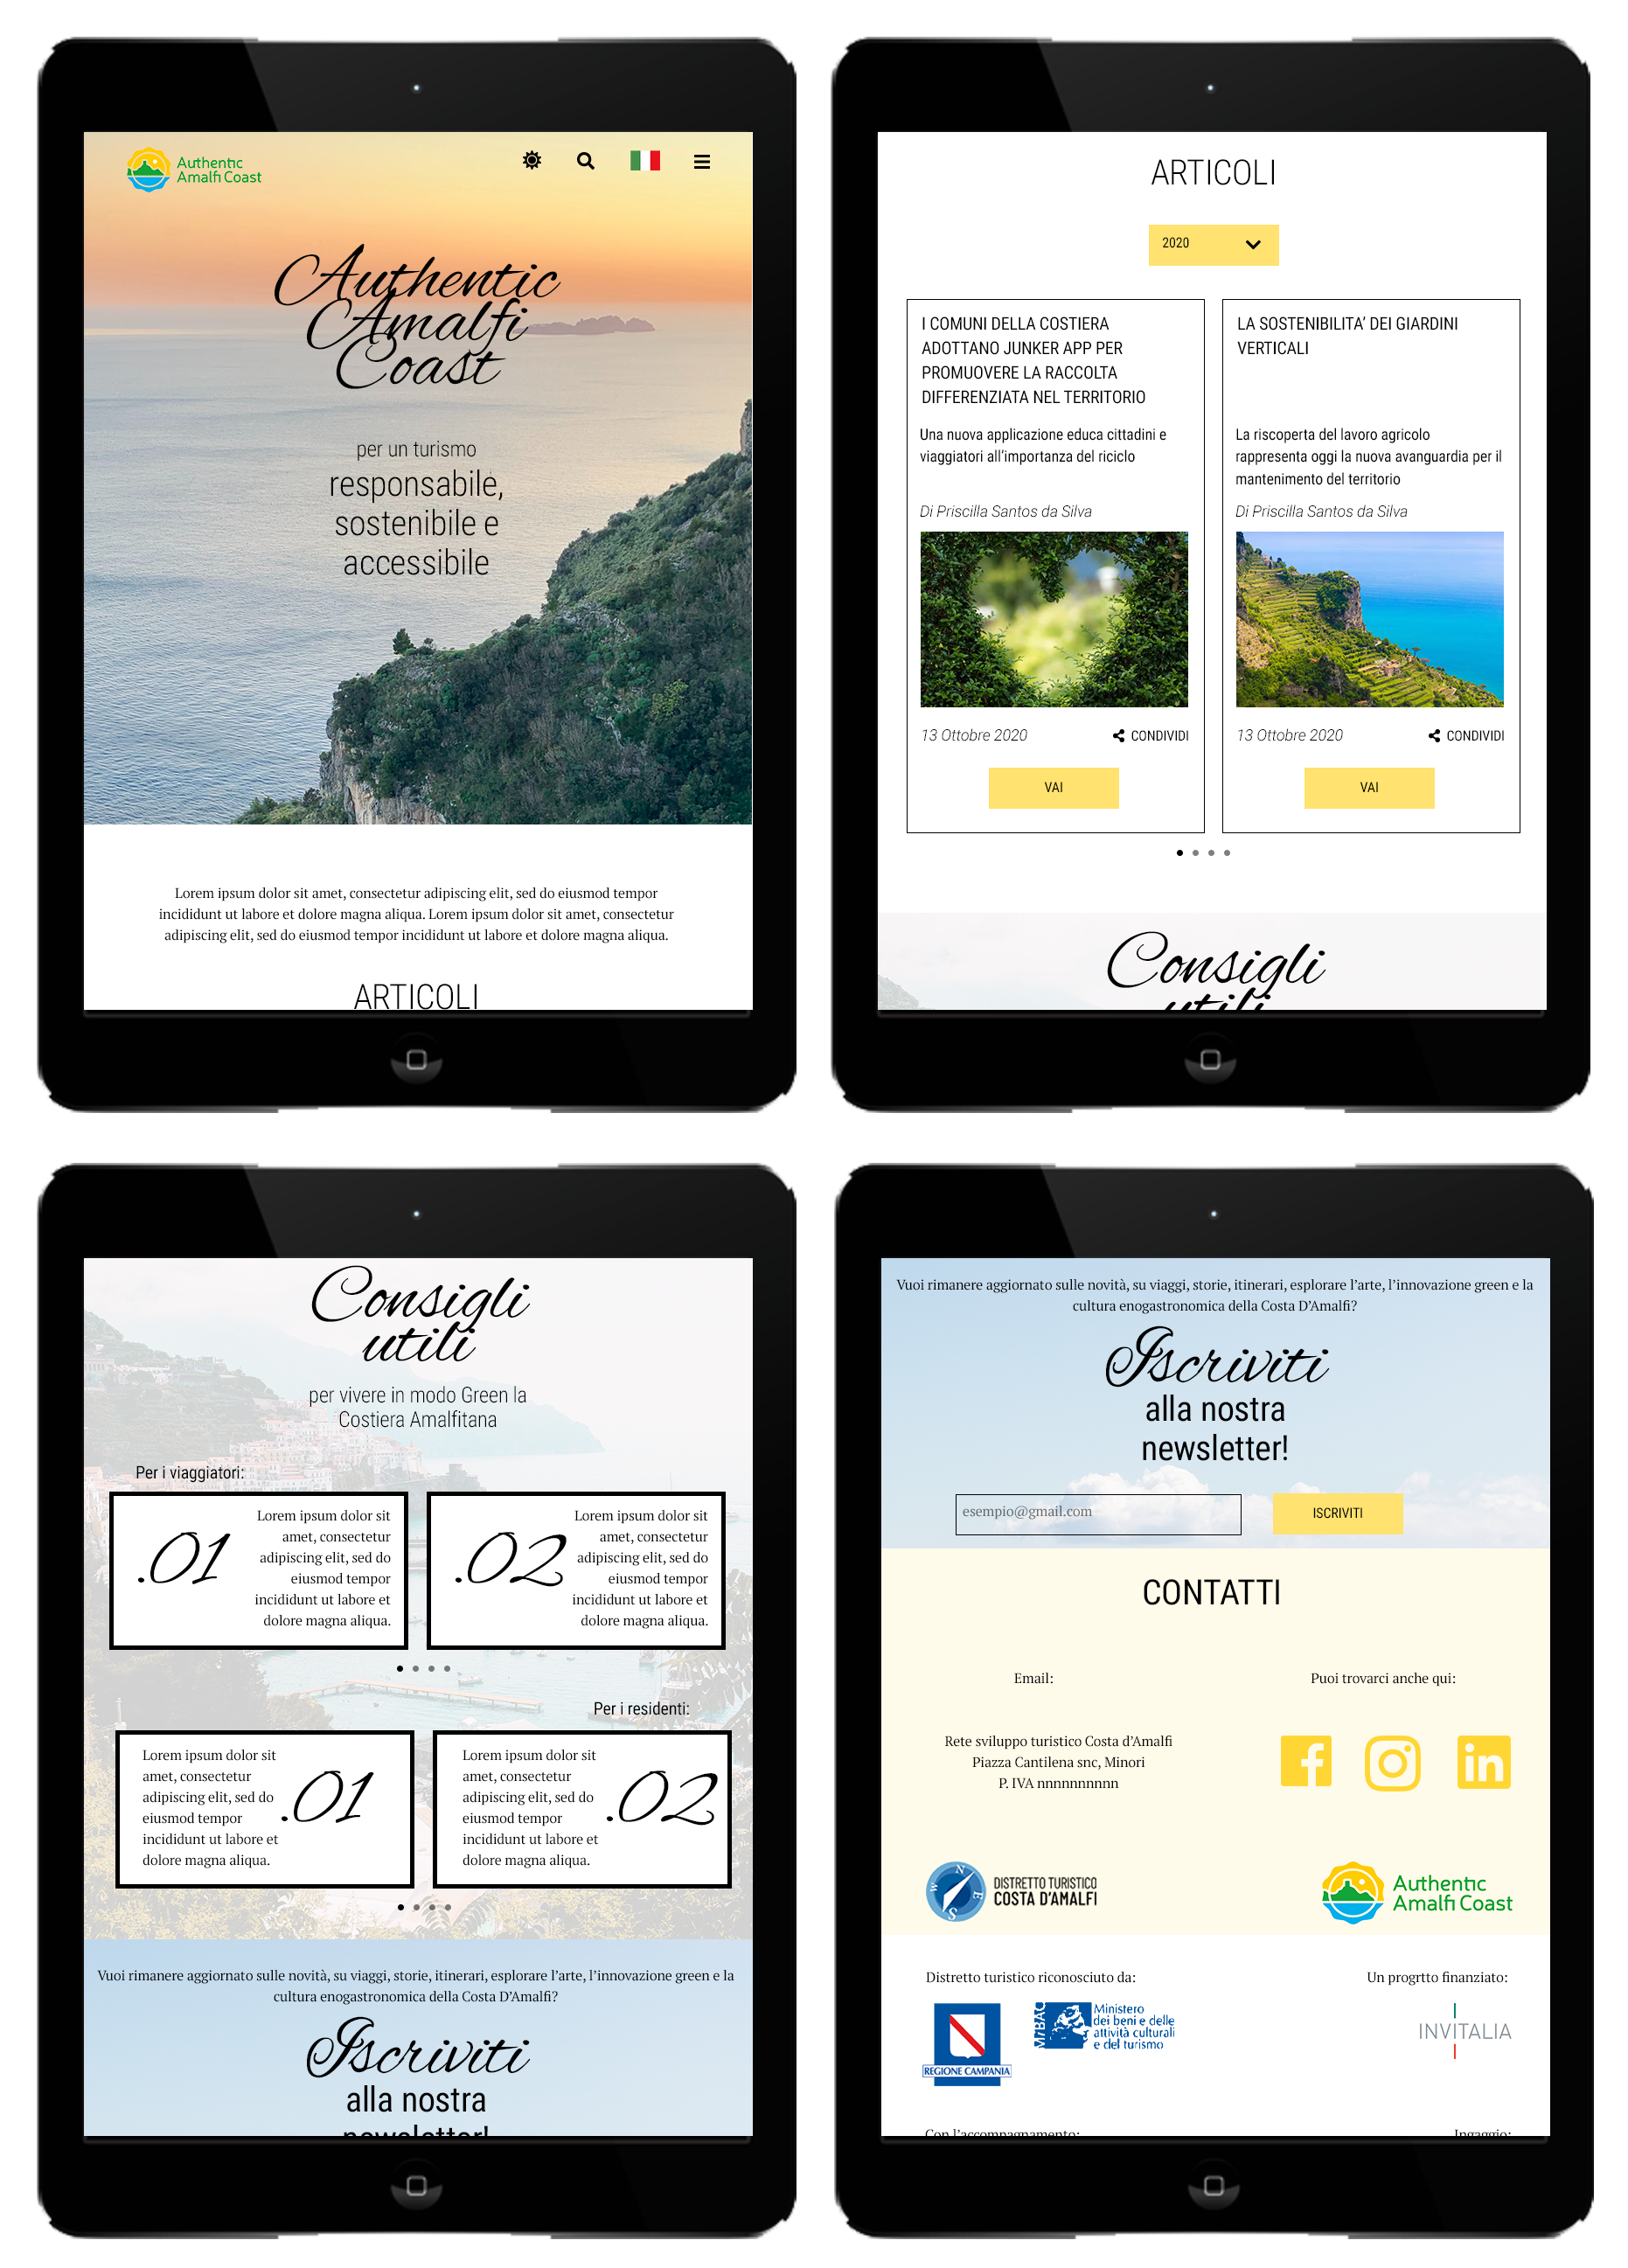 Authentic
Amalfi Coast
Authentic
Amalfi
Coast
per un turismo
responsabile,
sostenibile e
accessibile
Lorem ipsum dolor sit amet, consectetur adipiscing elit, sed do eiusmod tempor
incididunt ut labore et dolore magna aliqua. Lorem ipsum dolor sit amet, consectetur
adipiscing elit, sed do eiusmod tempor incididunt ut labore et dolore magna aliqua.
ARTICOLI
ARTICOLI
2020
I COMUNI DELLA COSTIERA
ADOTTANO JUNKER APP PER
PROMUOVERE LA RACCOLTA
DIFFERENZIATA NEL TERRITORIO
Una nuova applicazione educa cittadini e
viaggiatori all'importanza del riciclo
Di Priscilla Santos da Silva
13 Ottobre 2020
CONDIVIDI
VAI
LA SOSTENIBILITA' DEI GIARDINI
VERTICALI
La riscoperta del lavoro agricolo
rappresenta oggi la nuova avanguardia per il
mantenimento del territorio
Di Priscilla Santos da Silva
13 Ottobre 2020
CONDIVIDI
VAI
Consigli
utili
Consigli
utili
per vivere in modo Green la
Costiera Amalfitana
Per i viaggiatori:
.01
Lorem ipsum dolor sit
amet, consectetur
adipiscing elit, sed do
eiusmod tempor
incididunt ut labore et
dolore magna aliqua.
.02
Lorem ipsum dolor sit
amet, consectetur
adipiscing elit, sed do
eiusmod tempor
incididunt ut labore et
dolore magna aliqua.
Per i residenti:
Lorem ipsum dolor sit
amet, consectetur
adipiscing elit, sed do
eiusmod tempor
incididunt ut labore et
dolore magna aliqua.
.01
Lorem ipsum dolor sit
amet, consectetur
adipiscing elit, sed do
eiusmod tempor
incididunt ut labore et
dolore magna aliqua.
.02
Vuoi rimanere aggiornato sulle novità, su viaggi, storie, itinerari, esplorare l'arte, l'innovazione green e la
cultura enogastronomica della Costa D'Amalfi?
Iscriviti
alla nostra
newsletter!
Vuoi rimanere aggiornato sulle novità, su viaggi, storie, itinerari, esplorare l'arte, l'innovazione green e la
cultura enogastronomica della Costa D'Amalfi?
Iscriviti
alla nostra
newsletter!
esempio@gmail.com
ISCRIVITI
CONTATTI
Email:
Puoi trovarci anche qui:
Rete sviluppo turistico Costa d'Amalfi
Piazza Cantilena snc, Minori
P. IVA nnnnnnnnnn
N
W
E
S
DISTRETTO TURISTICO
COSTA D'AMALFI
Authentic
Amalfi Coast
Distretto turistico riconosciuto da:
Un progrtto finanziato:
REGIONE CAMPANIA
MiBAC
Ministero
dei beni e delle
attività culturali
e del turismo
INVITALIA
Con l'accompagnamento:
Ingaggio: